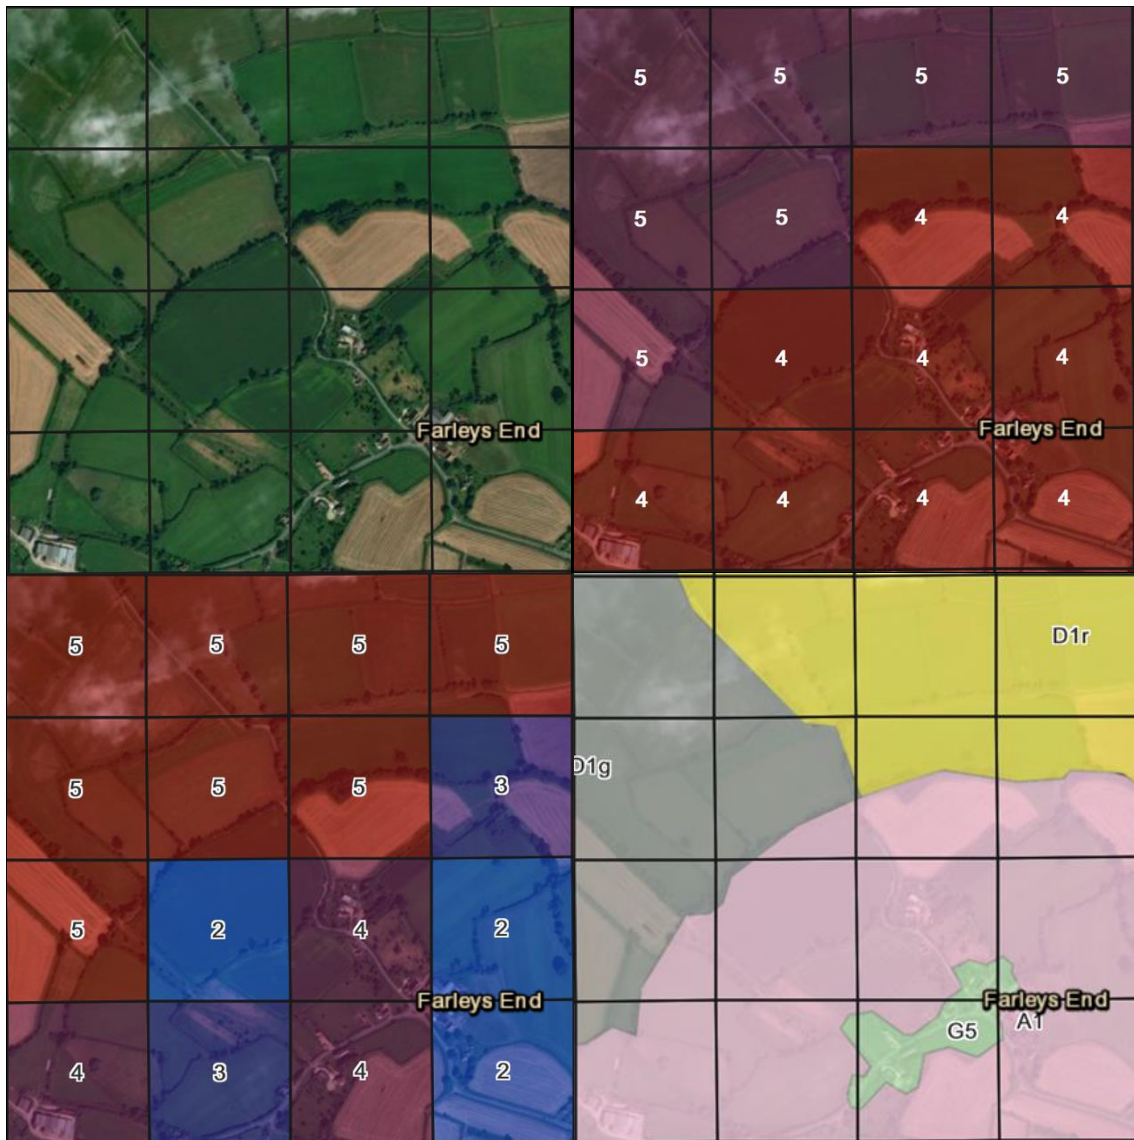 5 5 5 5
5 5 4 4
5 4 4 4
Farleys End Farleys End
4 4 4 4
5 5 5 5
D1r
5 5 5 3
D1g
5 2 4 2
Farleys End Farleys End
G5 A1
4 3 4 2